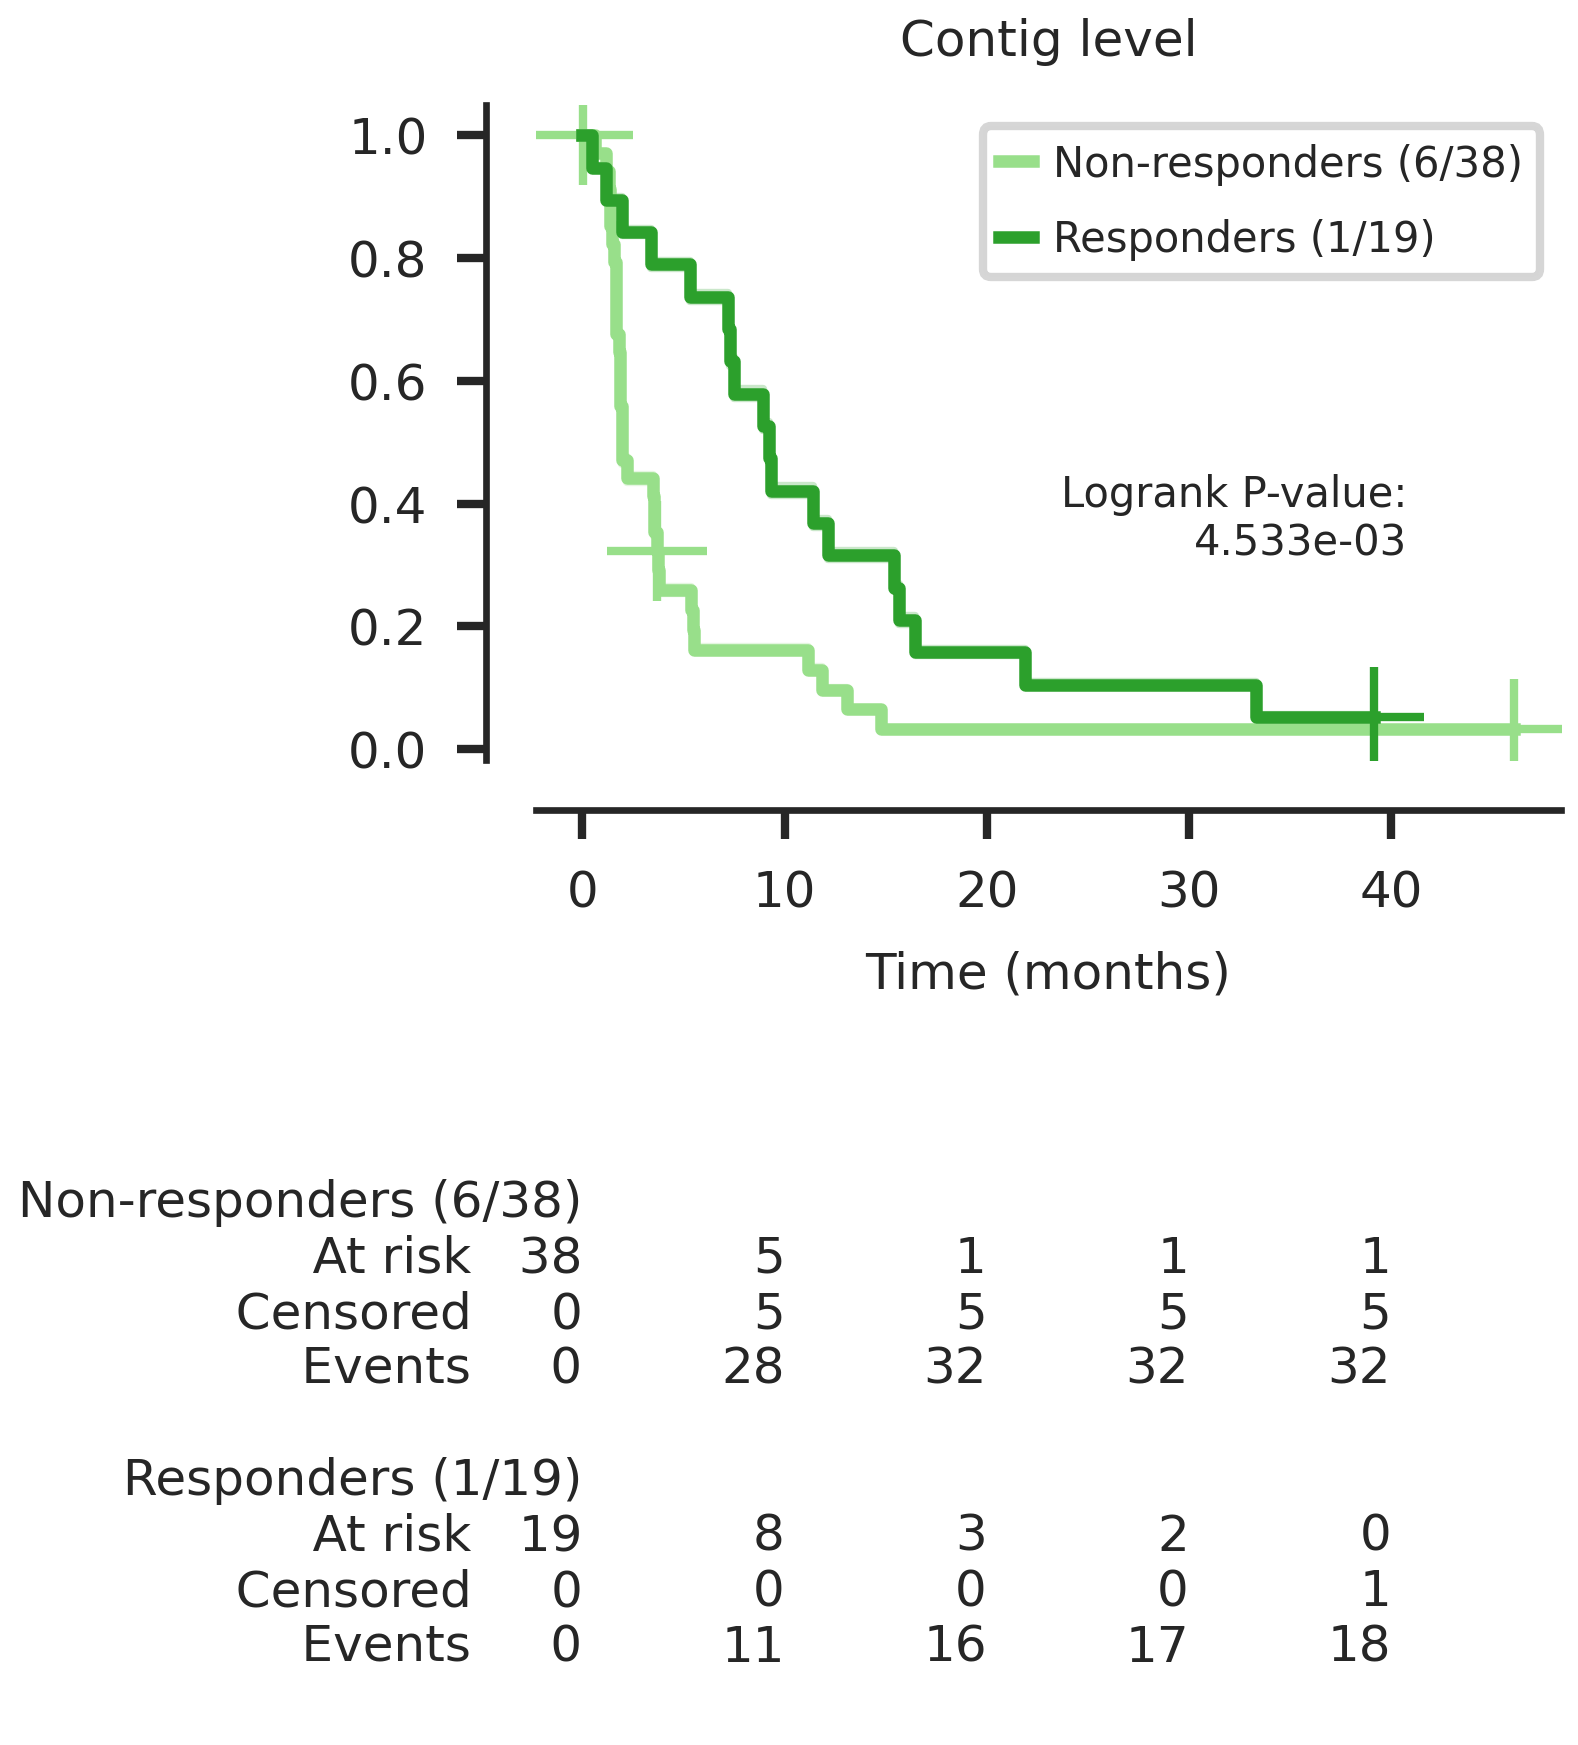 Contig level
1.0
0.8
0.6
0.4
0.2
0.0
Non-responders (6/38)
Responders (1/19)
Logrank P-value:
4.533e-03
0 10 20 30 40
Time (months)
Non-responders (6/38)
At risk 38 5 1 1 1
Censored 0 5 5 5 5
Events 0 28 32 32 32
Responders (1/19)
At risk 19 8 3 2 0
Censored 0 0 0 0 1
Events 0 11 16 17 18